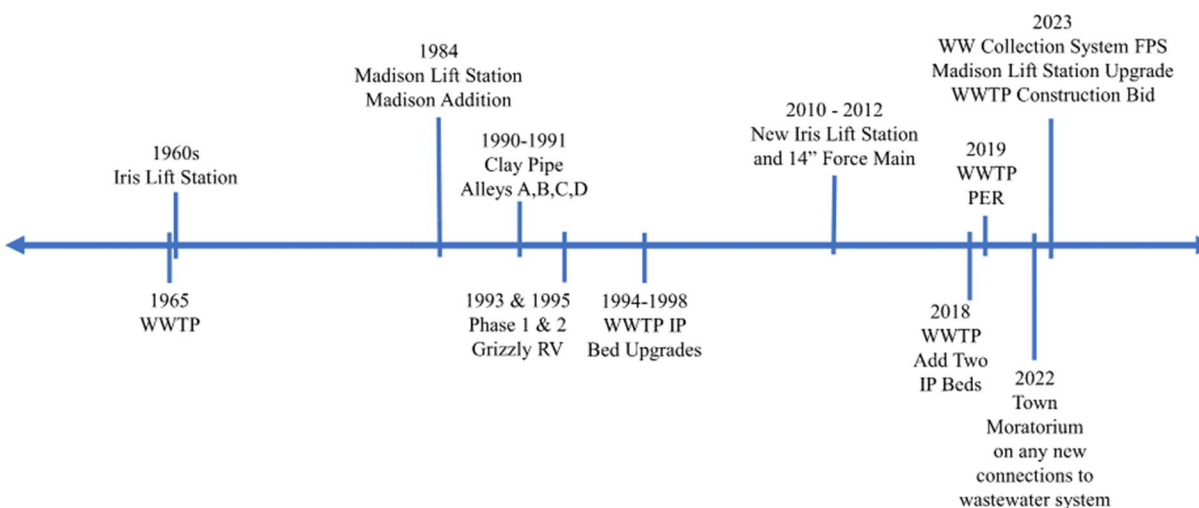 1960s
Iris Lift Station
1965
WWTP
1984
Madison Lift Station
Madison Addition
1990-1991
Clay Pipe
Alleys A,B,C,D
1993 & 1995
Phase 1 & 2
Grizzly RV
1994-1998
WWTP IP
Bed Upgrades
2010 - 2012
New Iris Lift Station
and 14” Force Main
2018
WWTP
Add Two
IP Beds
2019
WWTP
PER
2022
Town
Moratorium
on any new
connections to
wastewater system
2023
WW Collection System FPS
Madison Lift Station Upgrade
WWTP Construction Bid